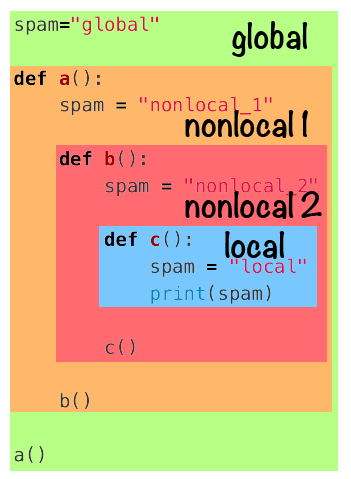 spam="global"
global
def a():
    spam = "nonlocal_1"
nonlocal 1
    def b():
        spam = "nonlocal_2"
nonlocal 2
        def c():
local
            spam = "local"
            print(spam)
        c()
    b()
a()